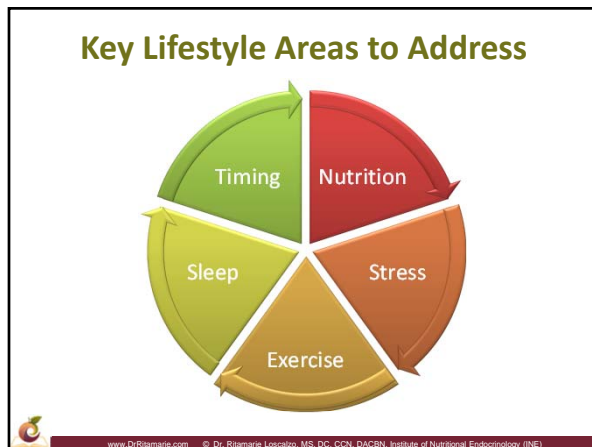 Key Lifestyle Areas to Address
Timing
Nutrition
Sleep
Stress
Exercise
www.DrRitamarie.com © Dr. Ritamarie Loscalzo, MS, DC, CCN, DACBN, Institute of Nutritional Endocrinology (INE)